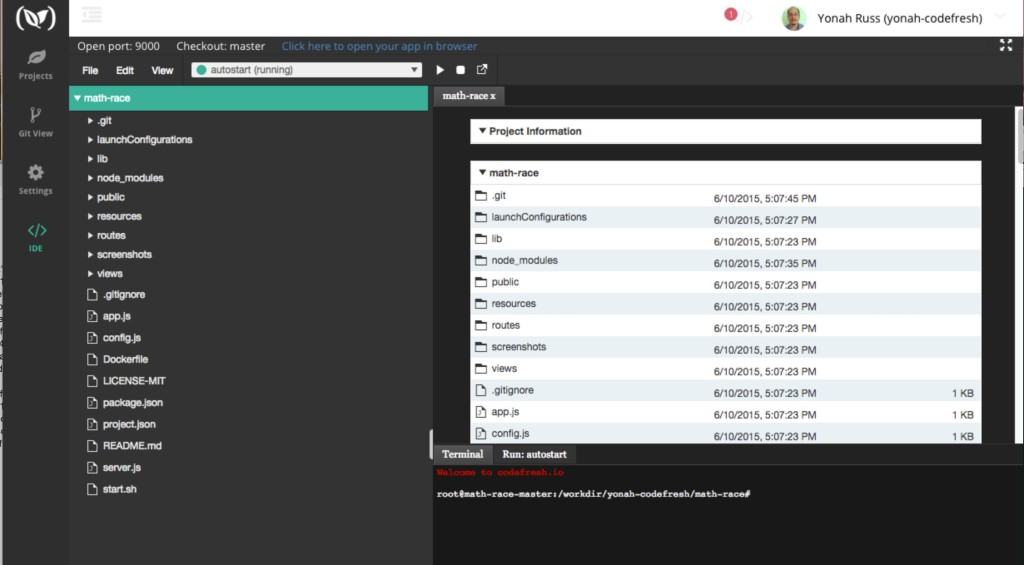 1
Yonah Russ (yonah-codefresh)
Open port: 9000 Checkout: master Click here to open your app in browser
File Edit View autostart (running)
Projects
Git View
Settings
</>
IDE
math-race
.git
launchConfigurations
lib
node_modules
public
resources
routes
screenshots
views
.gitignore
app.js
config.js
Dockerfile
LICENSE-MIT
package.json
project.json
README.md
server.js
start.sh
math-race x
Project Information
math-race
.git 6/10/2015, 5:07:45 PM
launchConfigurations 6/10/2015, 5:07:27 PM
lib 6/10/2015, 5:07:23 PM
node_modules 6/10/2015, 5:07:35 PM
public 6/10/2015, 5:07:23 PM
resources 6/10/2015, 5:07:23 PM
routes 6/10/2015, 5:07:23 PM
screenshots 6/10/2015, 5:07:23 PM
views 6/10/2015, 5:07:23 PM
.gitignore 6/10/2015, 5:07:23 PM 1 KB
app.js 6/10/2015, 5:07:23 PM 1 KB
config.js 6/10/2015, 5:07:23 PM 1 KB
Terminal Run: autostart
Welcome to codefresh.io
root@math-race-master:/workdir/yonah-codefresh/math-race#